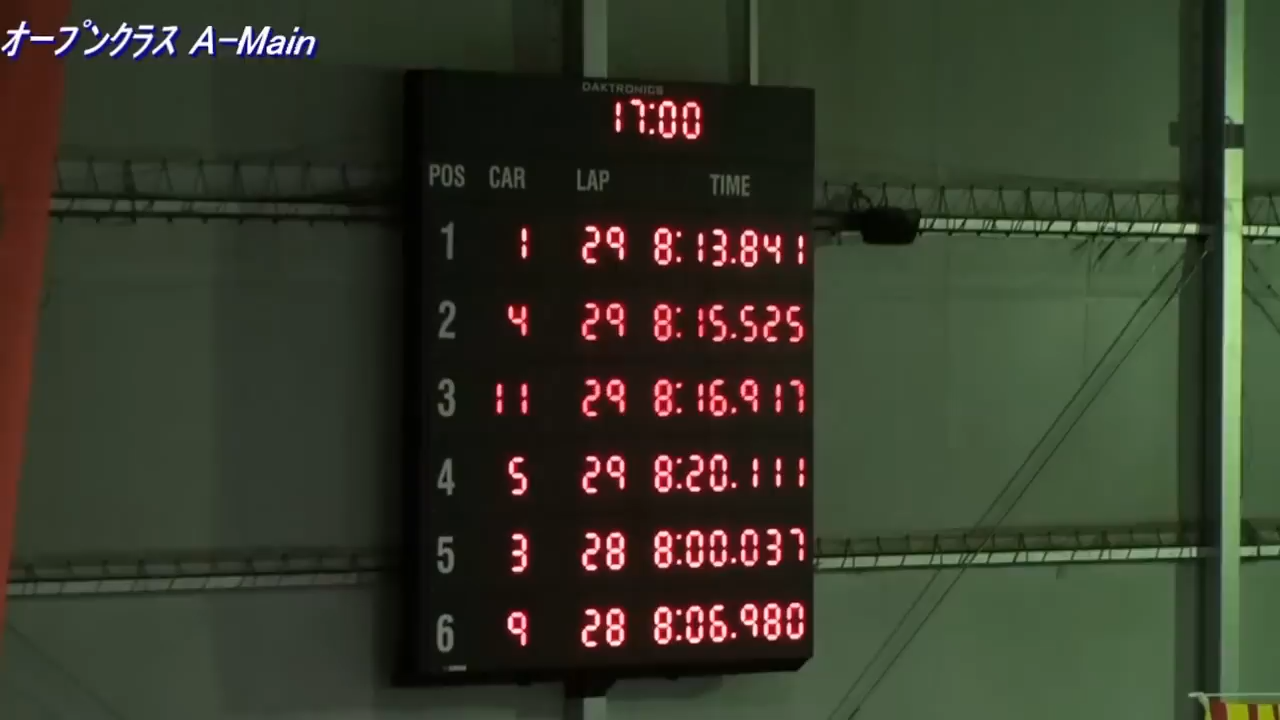 オープンクラス A-Main
DAKTRONICS
17:00
POS CAR LAP TIME
1 1 29 8:13.841
2 4 29 8:15.525
3 11 29 8:16.917
4 5 29 8:20.111
5 3 28 8:00.037
6 9 28 8:06.980